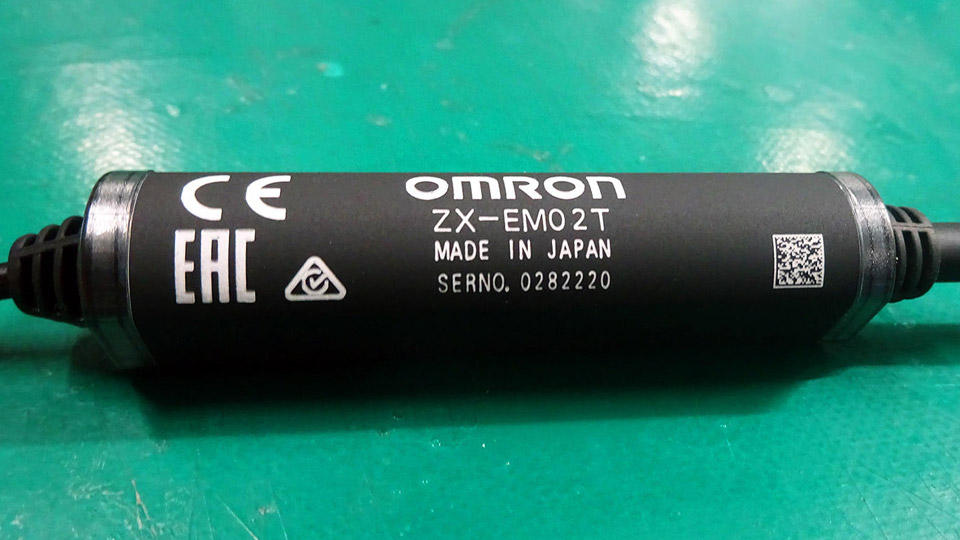 CE
EAC
OMRON
ZX-EM02T
MADE IN JAPAN
SERNO. 0282220